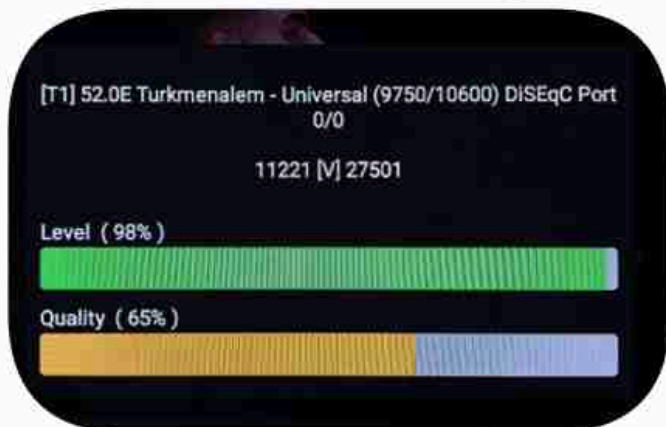 [T1] 52.0E Turkmenalem - Universal (9750/10600) DiSEqC Port
0/0
11221 [V] 27501
Level ( 98% )
Quality ( 65% )